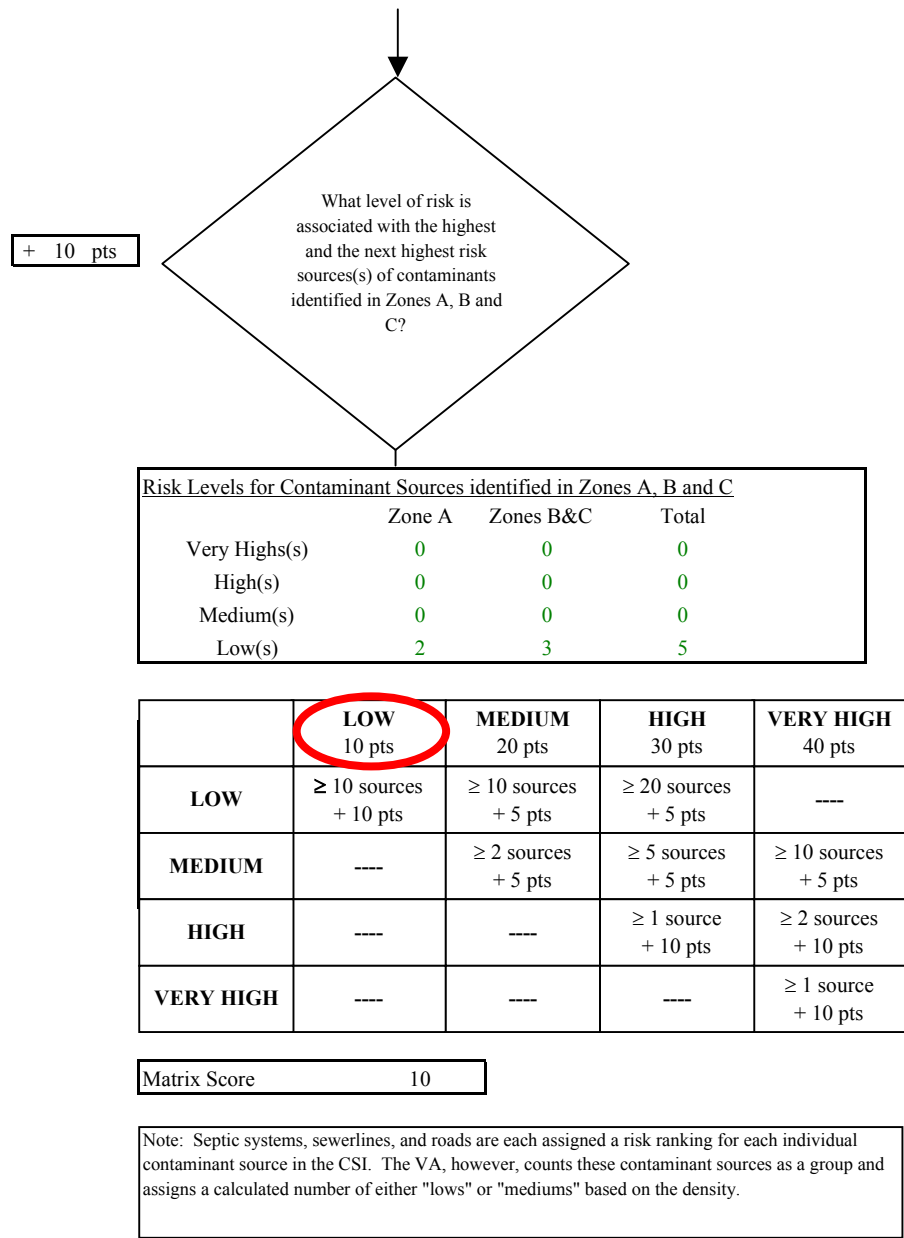 What level of risk is
associated with the highest
and the next highest risk
sources(s) of contaminants
identified in Zones A, B and
C?
+ 10 pts
Risk Levels for Contaminant Sources identified in Zones A, B and C
Zone A Zones B&C Total
Very Highs(s) 0 0 0
High(s) 0 0 0
Medium(s) 0 0 0
Low(s) 2 3 5
LOW MEDIUM HIGH VERY HIGH
10 pts 20 pts 30 pts 40 pts
LOW ≥ 10 sources ≥ 10 sources ≥ 20 sources ----
+ 10 pts + 5 pts + 5 pts
MEDIUM ---- ≥ 2 sources ≥ 5 sources ≥ 10 sources
+ 5 pts + 5 pts + 5 pts
HIGH ---- ---- ≥ 1 source ≥ 2 sources
+ 10 pts + 10 pts
VERY HIGH ---- ---- ---- ≥ 1 source
+ 10 pts
Matrix Score 10
Note: Septic systems, sewerlines, and roads are each assigned a risk ranking for each individual
contaminant source in the CSI. The VA, however, counts these contaminant sources as a group and
assigns a calculated number of either "lows" or "mediums" based on the density.